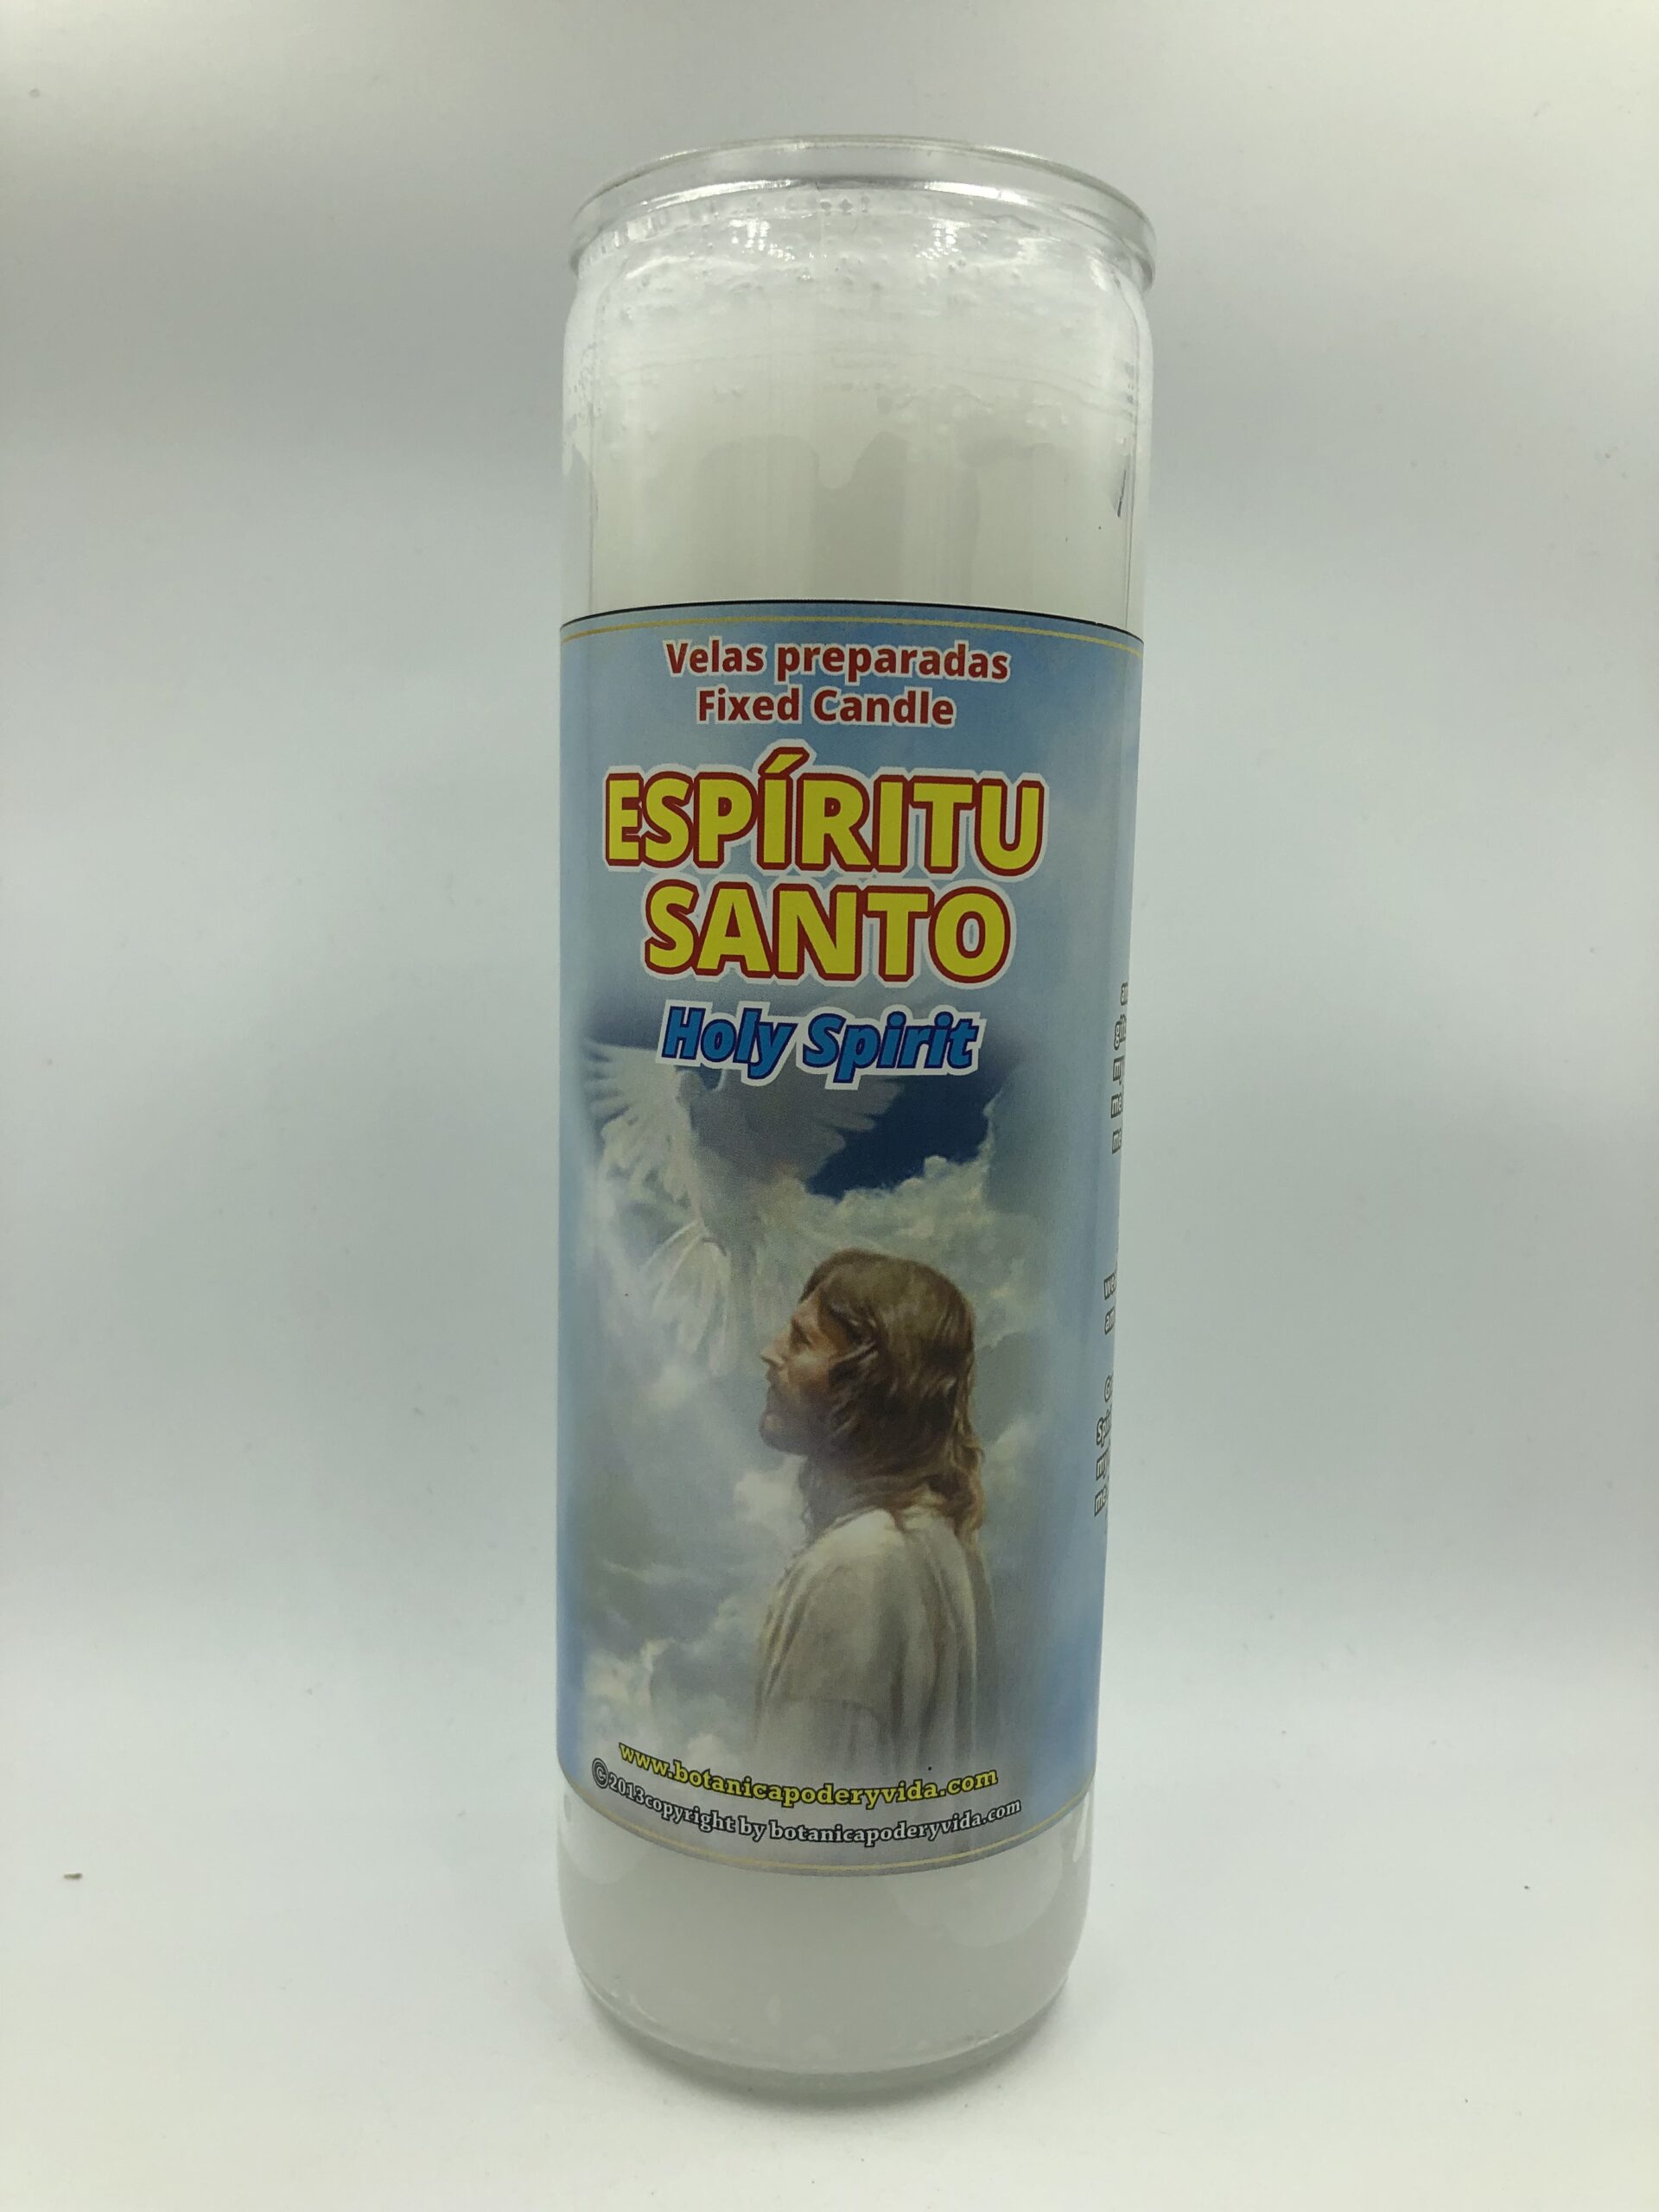 Velas preparadas
Fixed Candle
ESPÍRITU
SANTO
Holy Spirit
www.botanicapoderyvida.com
©2013copyright by botanicapoderyvida.com